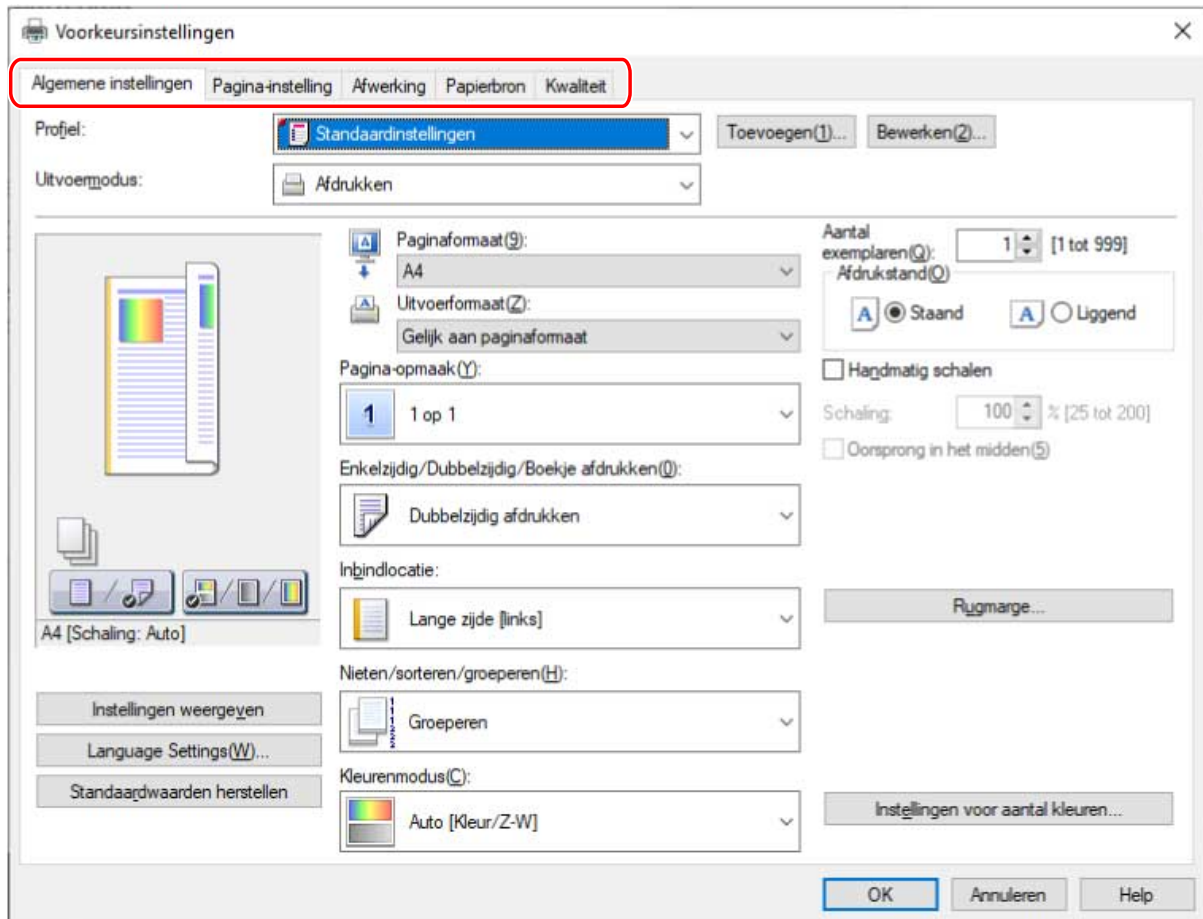 Voorkeursinstellingen
Algemene instellingen Pagina-instelling Afwerking Papierbron Kwaliteit
Profiel: Standaardinstellingen Toevoegen(1)... Bewerken(2)...
Uitvoermodus: Afdrukken
Paginaformaat(9):
A4
Uitvoerformaat(Z):
Gelijk aan paginaformaat
Aantal
exemplaren(Q): 1 [1 tot 999]
Afdrukstand(O)
A Staand A Liggend
Pagina-opmaak(Y):
1 1 op 1
Handmatig schalen
Schaling: 100 % [25 tot 200]
Oorsprong in het midden(5)
Enkelzijdig/Dubbelzijdig/Boekje afdrukken(0):
Dubbelzijdig afdrukken
Inbindlocatie:
Lange zijde [links]
Rugmarge...
A4 [Schaling: Auto]
Nieten/sorteren/groeperen(H):
Groeperen
Instellingen weergeven
Language Settings(W)...
Standaardwaarden herstellen
Kleurenmodus(C):
Auto [Kleur/Z-W]
Instellingen voor aantal kleuren...
OK Annuleren Help